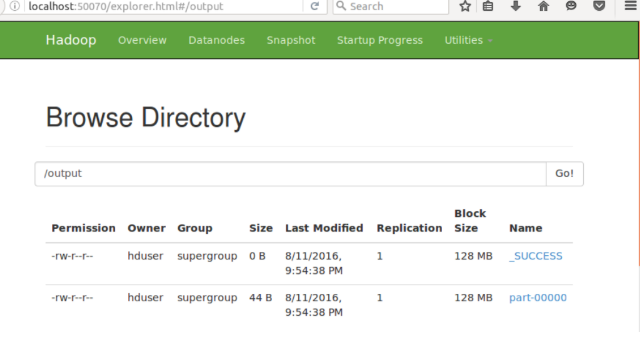 localhost:50070/explorer.html#/output Search
Hadoop Overview Datanodes Snapshot Startup Progress Utilities
Browse Directory
/output Go!
Block
Permission Owner Group Size Last Modified Replication Size Name
-rw-r--r-- hduser supergroup 0 B 8/11/2016, 1 128 MB _SUCCESS
9:54:38 PM
-rw-r--r-- hduser supergroup 44 B 8/11/2016, 1 128 MB part-00000
9:54:38 PM